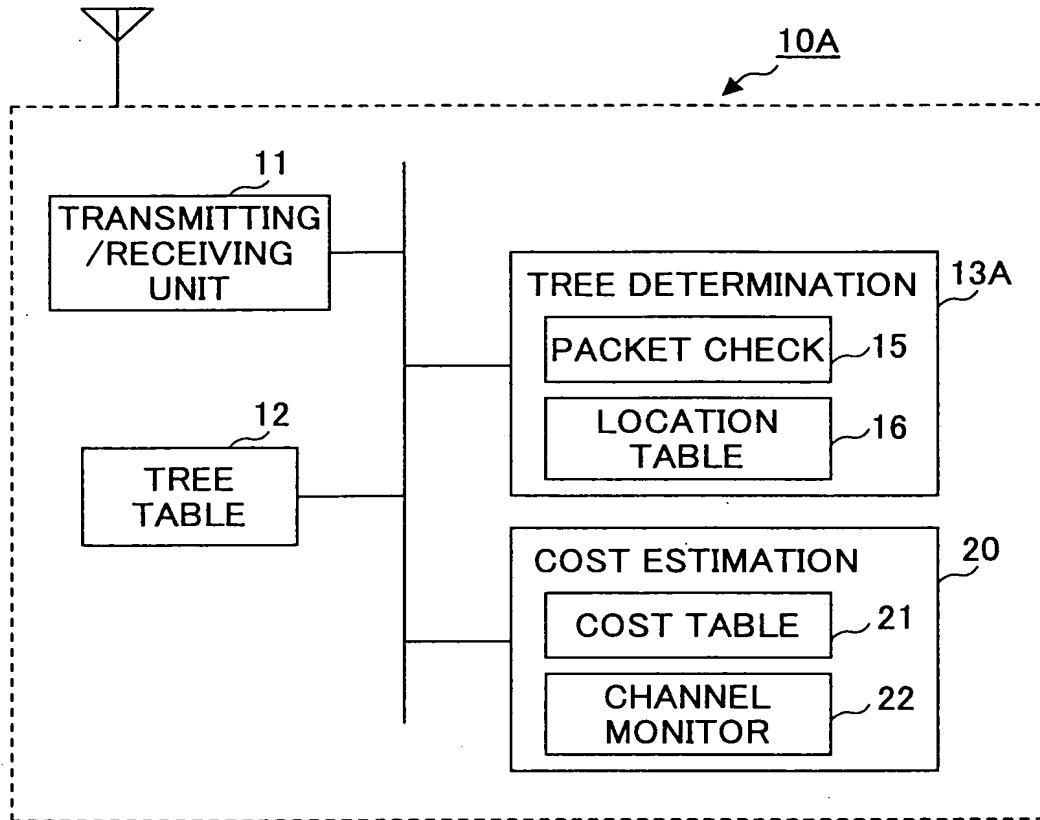 10A
11
TRANSMITTING
/RECEIVING
UNIT
TREE DETERMINATION
13A
PACKET CHECK
15
LOCATION
TABLE
16
12
TREE
TABLE
COST ESTIMATION
20
COST TABLE
21
CHANNEL
MONITOR
22